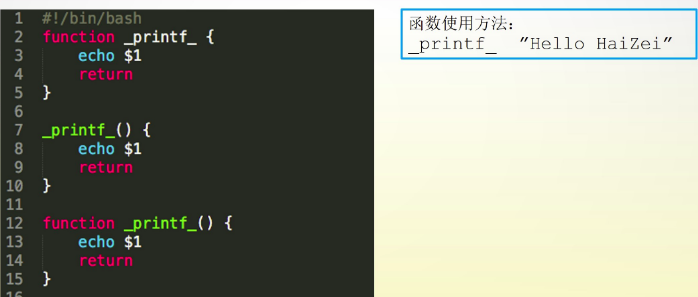 1 #!/bin/bash
2 function _printf_ {
3     echo $1
4     return
5 }
6
7 _printf_() {
8     echo $1
9     return
10 }
11
12 function _printf_() {
13     echo $1
14     return
15 }
16
函数使用方法：
_printf_  ”Hello HaiZei”